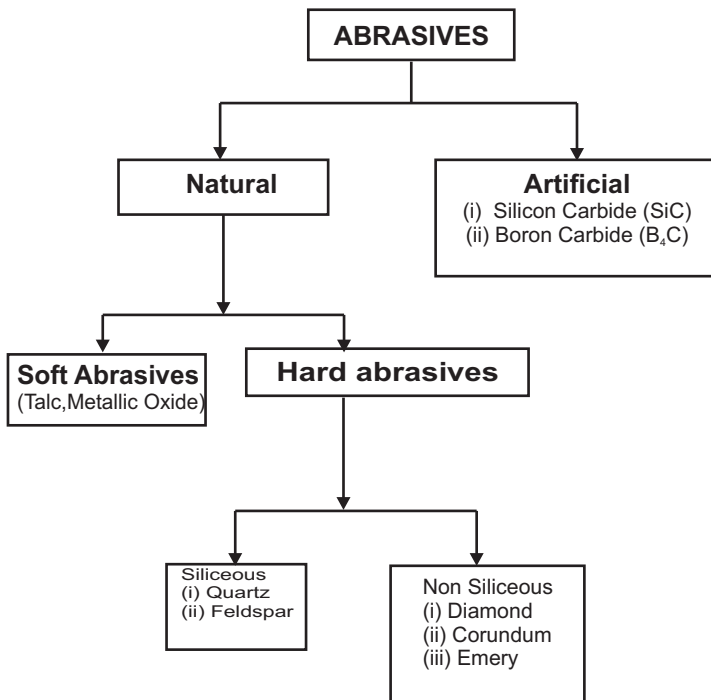 ABRASIVES
Natural
Artificial
(i) Silicon Carbide (SiC)
(ii) Boron Carbide (B₄C)
Soft Abrasives
(Talc,Metallic Oxide)
Hard abrasives
Siliceous
(i) Quartz
(ii) Feldspar
Non Siliceous
(i) Diamond
(ii) Corundum
(iii) Emery